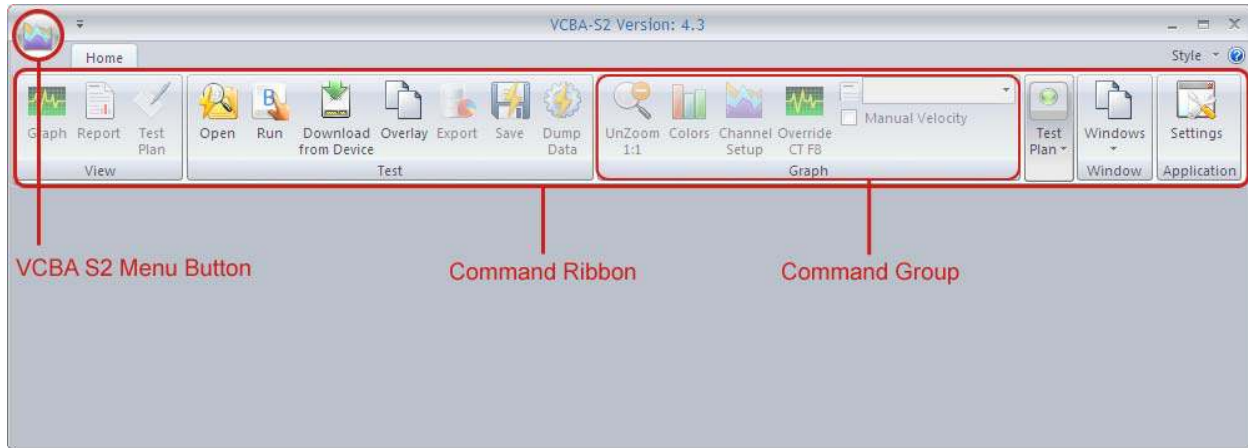 VCBA-S2 Version: 4.3
Home
Style
Graph Report Test Plan
Open Run Download from Device Overlay Export Save Dump Data
UnZoom 1:1 Colors Channel Setup Override CT F8 Manual Velocity
Test Plan Windows Settings
View Test Graph Window Application
VCBA S2 Menu Button Command Ribbon Command Group